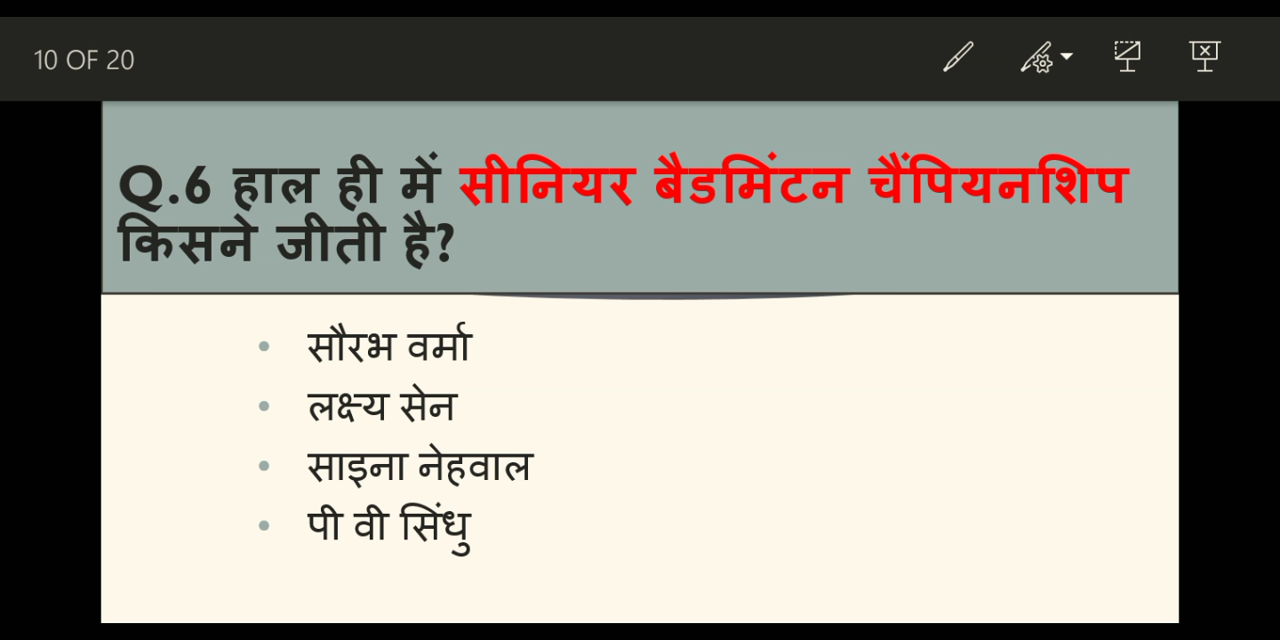 10 OF 20
Q.6 हाल ही में सीनियर बैडमिंटन चैंपियनशिप
किसने जीती है?
• सौरभ वर्मा
• लक्ष्य सेन
• साइना नेहवाल
• पी वी सिंधु